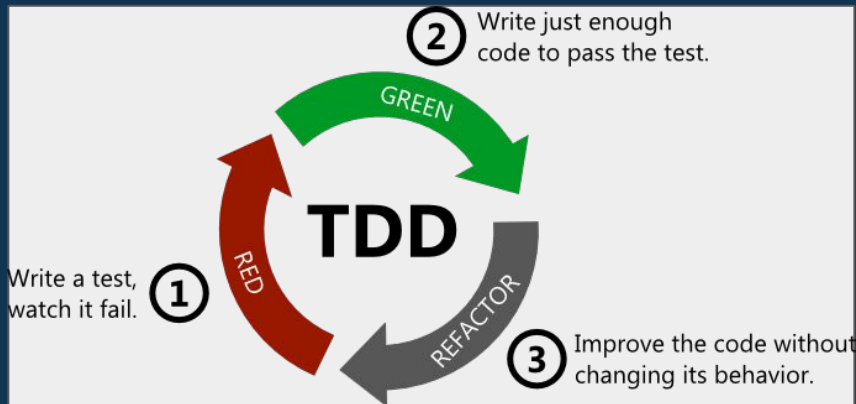 2
Write just enough
code to pass the test.
GREEN
TDD
RED
Write a test,
watch it fail.
1
REFACTOR
3
Improve the code without
changing its behavior.